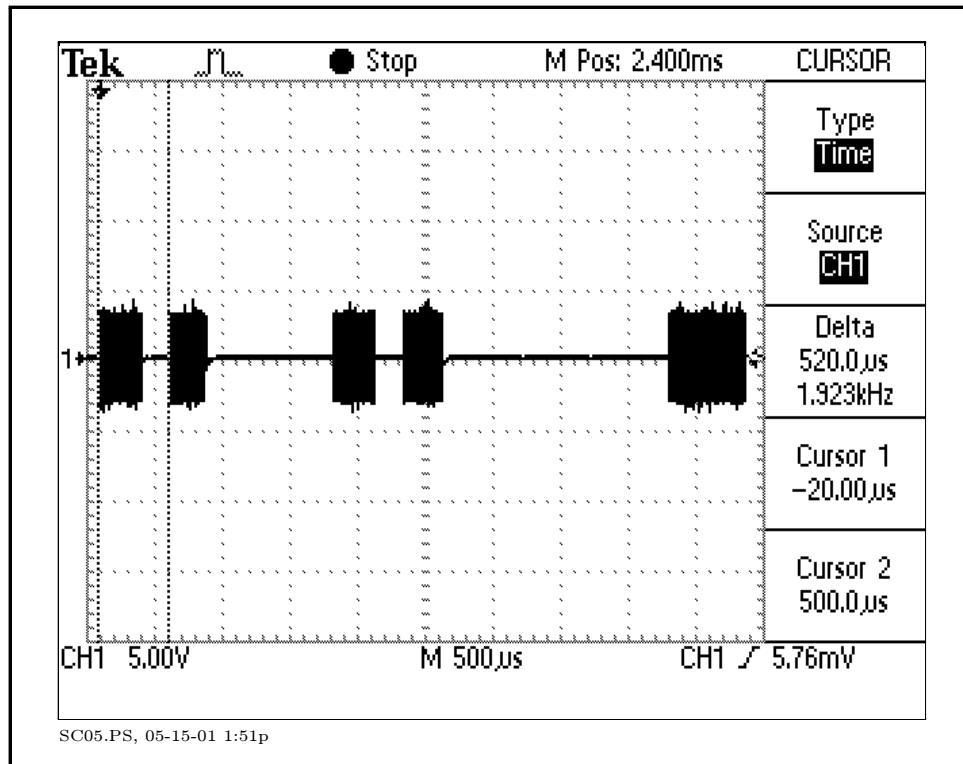 Tek Stop M Pos: 2.400ms CURSOR
Type
Time
Source
CH1
Delta
520.0µs
1.923kHz
Cursor 1
-20.00µs
Cursor 2
500.0µs
1
CH1 5.00V M 500µs CH1 5.76mV
SC05.PS, 05-15-01 1:51p